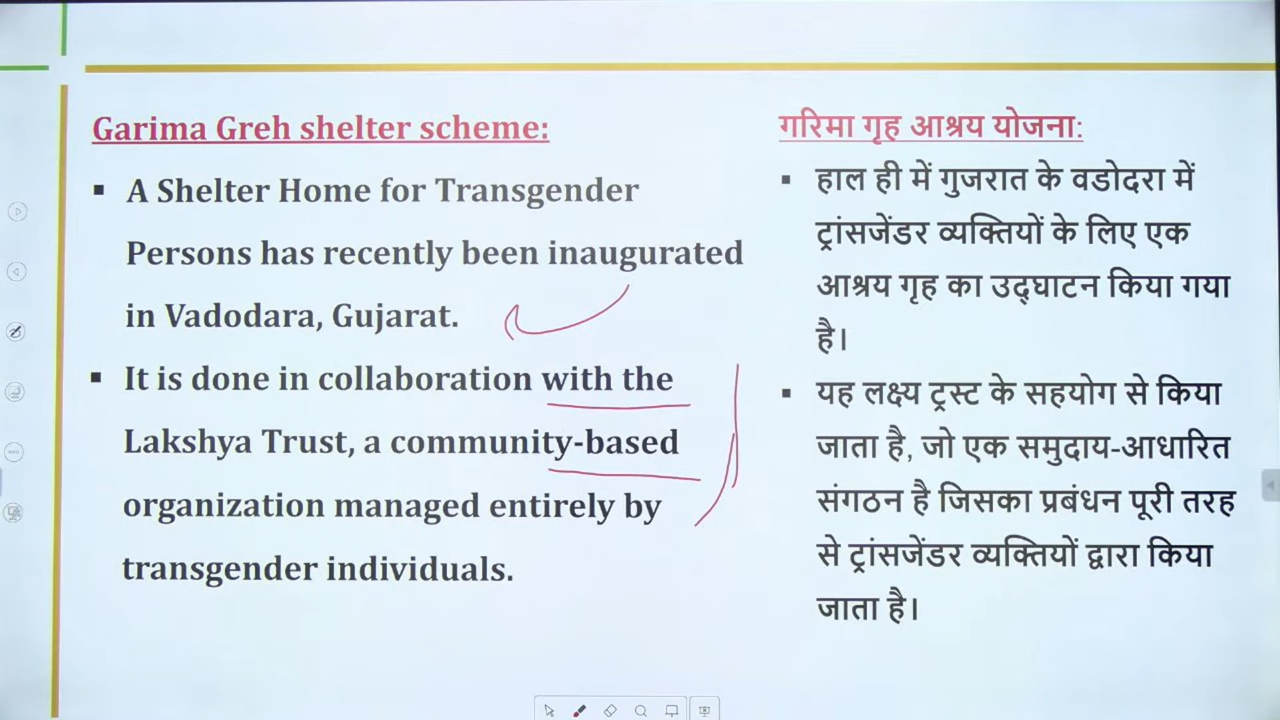 Garima Greh shelter scheme:
▪ A Shelter Home for Transgender
Persons has recently been inaugurated
in Vadodara, Gujarat.
▪ It is done in collaboration with the
Lakshya Trust, a community-based
organization managed entirely by
transgender individuals.
गरिमा गृह आश्रय योजना:
▪ हाल ही में गुजरात के वडोदरा में
ट्रांसजेंडर व्यक्तियों के लिए एक
आश्रय गृह का उद्घाटन किया गया
है।
▪ यह लक्ष्य ट्रस्ट के सहयोग से किया
जाता है, जो एक समुदाय-आधारित
संगठन है जिसका प्रबंधन पूरी तरह
से ट्रांसजेंडर व्यक्तियों द्वारा किया
जाता है।